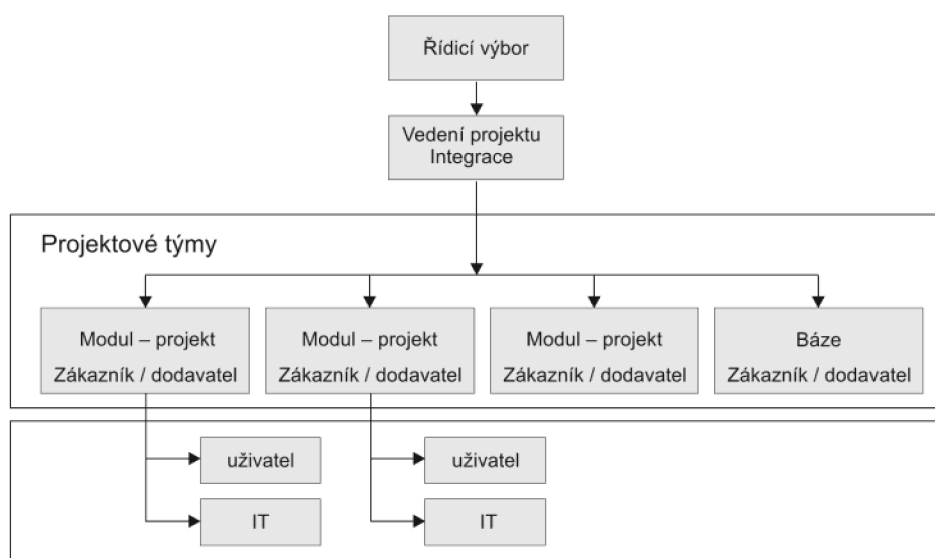 Řídicí výbor
Vedení projektu
Integrace
Projektové týmy
Modul – projekt
Zákazník / dodavatel
Modul – projekt
Zákazník / dodavatel
Modul – projekt
Zákazník / dodavatel
Báze
Zákazník / dodavatel
uživatel
uživatel
IT
IT